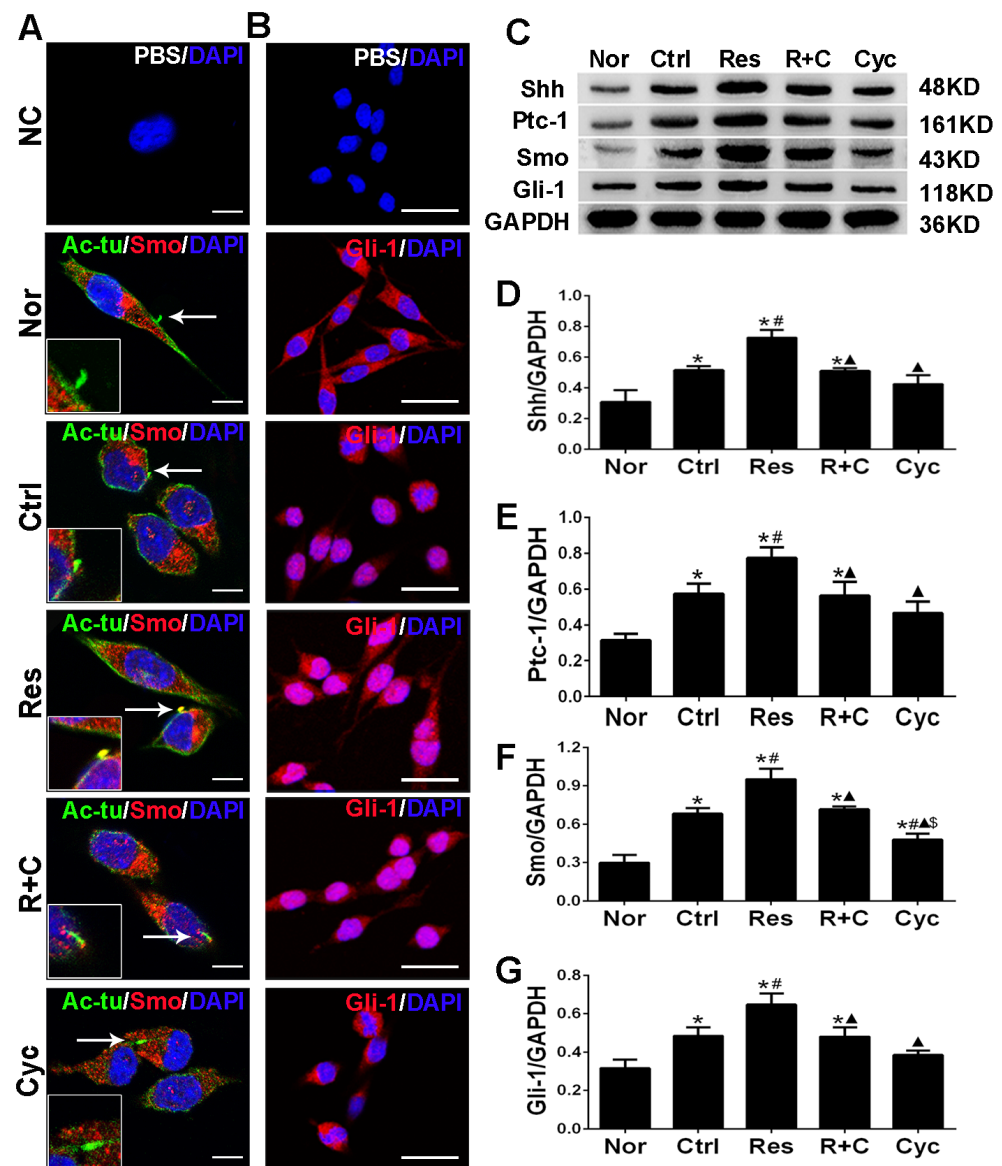 A
B
NC
PBS/DAPI
PBS/DAPI
Nor
Ac-tu/Smo/DAPI
Gli-1/DAPI
Ctrl
Ac-tu/Smo/DAPI
Gli-1/DAPI
Res
Ac-tu/Smo/DAPI
Gli-1/DAPI
R+C
Ac-tu/Smo/DAPI
Gli-1/DAPI
Cyc
Ac-tu/Smo/DAPI
Gli-1/DAPI
C
Nor Ctrl Res R+C Cyc
Shh 48KD
Ptc-1 161KD
Smo 43KD
Gli-1 118KD
GAPDH 36KD
D
Shh/GAPDH
1.0
0.8
0.6
0.4
0.2
0.0
* *# *▲ ▲
Nor Ctrl Res R+C Cyc
E
Ptc-1/GAPDH
1.0
0.8
0.6
0.4
0.2
0.0
* *# *▲ ▲
Nor Ctrl Res R+C Cyc
F
Smo/GAPDH
1.2
0.9
0.6
0.3
0.0
* *# *▲ *#▲$
Nor Ctrl Res R+C Cyc
G
Gli-1/GAPDH
0.8
0.6
0.4
0.2
0.0
* *# *▲ ▲
Nor Ctrl Res R+C Cyc